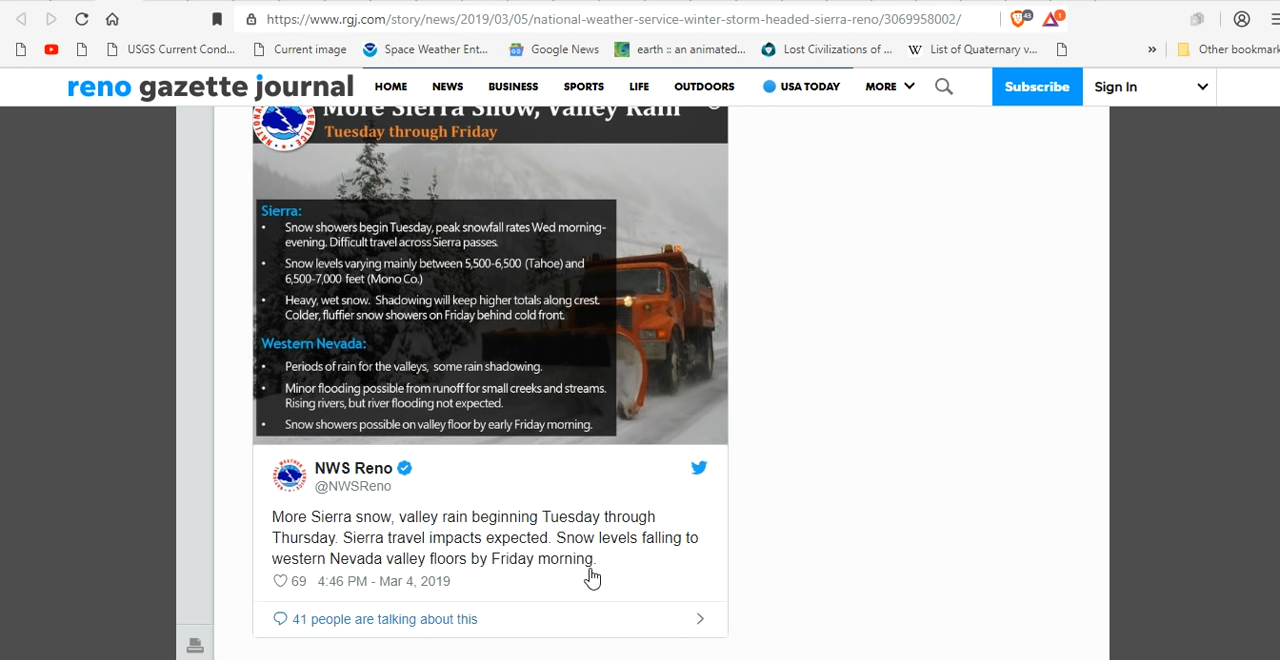 https://www.rgj.com/story/news/2019/03/05/national-weather-service-winter-storm-headed-sierra-reno/3069958002/
43
1
USGS Current Cond...
Current image
Space Weather Ent...
Google News
earth :: an animated...
Lost Civilizations of ...
W
List of Quaternary v...
»
Other bookmark
reno gazette journal
HOME
NEWS
BUSINESS
SPORTS
LIFE
OUTDOORS
USA TODAY
MORE
Subscribe
Sign In
More Sierra Snow, Valley Rain
Tuesday through Friday
Sierra:
• Snow showers begin Tuesday, peak snowfall rates Wed morning-
evening. Difficult travel across Sierra passes.
• Snow levels varying mainly between 5,500-6,500 (Tahoe) and
6,500-7,000 feet (Mono Co.)
• Heavy, wet snow. Shadowing will keep higher totals along crest.
Colder, fluffier snow showers on Friday behind cold front.
Western Nevada:
• Periods of rain for the valleys, some rain shadowing.
• Minor flooding possible from runoff for small creeks and streams.
Rising rivers, but river flooding not expected.
• Snow showers possible on valley floor by early Friday morning.
NWS Reno
@NWSReno
More Sierra snow, valley rain beginning Tuesday through
Thursday. Sierra travel impacts expected. Snow levels falling to
western Nevada valley floors by Friday morning.
69 4:46 PM - Mar 4, 2019
41 people are talking about this